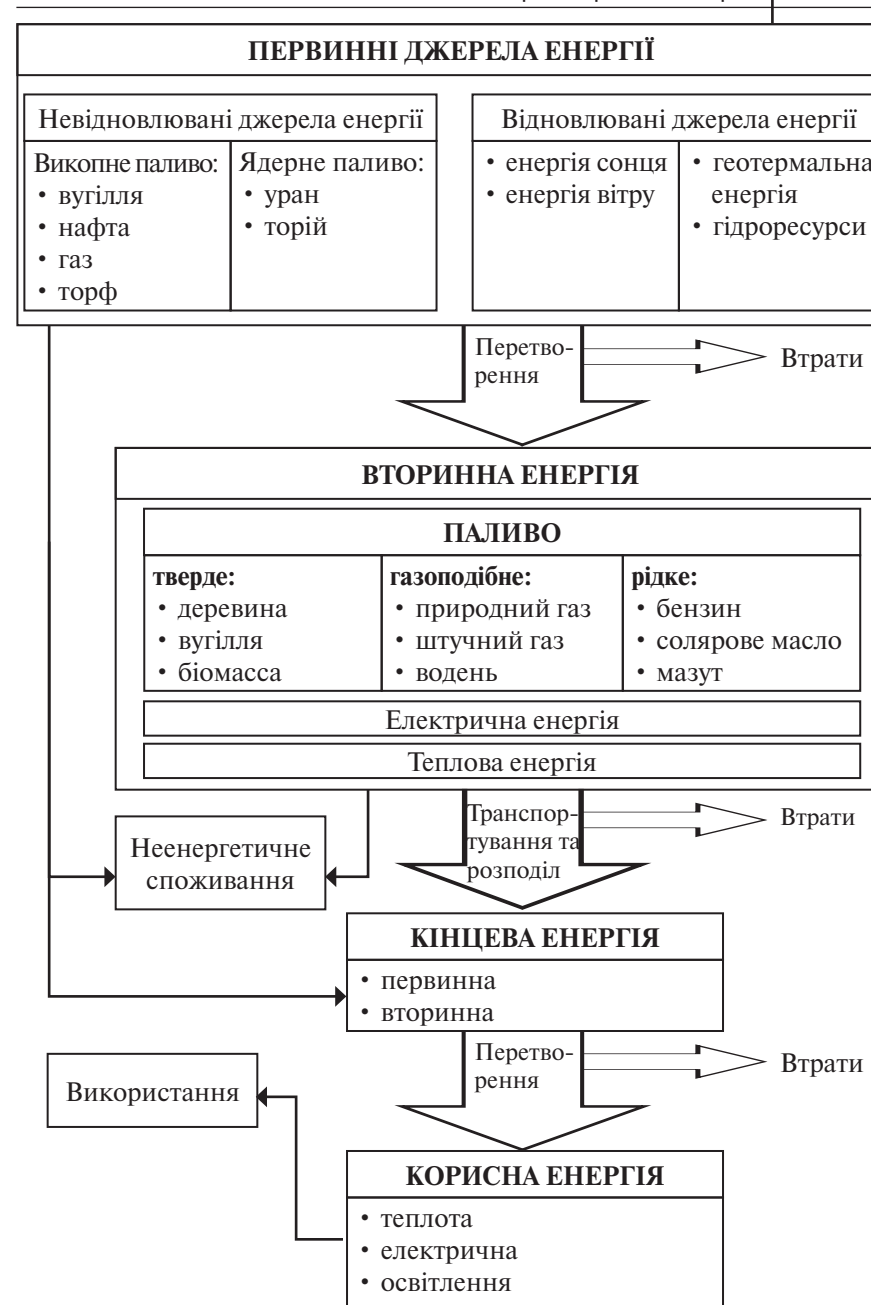 ПЕРВИННІ ДЖЕРЕЛА ЕНЕРГІЇ
Невідновлювані джерела енергії
Викопне паливо:
• вугілля
• нафта
• газ
• торф
Ядерне паливо:
• уран
• торій
Відновлювані джерела енергії
• енергія сонця
• енергія вітру
• геотермальна
енергія
• гідроресурси
Перетво-
рення
Втрати
ВТОРИННА ЕНЕРГІЯ
ПАЛИВО
тверде:
• деревина
• вугілля
• біомасса
газоподібне:
• природний газ
• штучний газ
• водень
рідке:
• бензин
• солярове масло
• мазут
Електрична енергія
Теплова енергія
Транспор-
тування та
розподіл
Втрати
Неенергетичне
споживання
КІНЦЕВА ЕНЕРГІЯ
• первинна
• вторинна
Перетво-
рення
Втрати
Використання
КОРИСНА ЕНЕРГІЯ
• теплота
• електрична
• освітлення